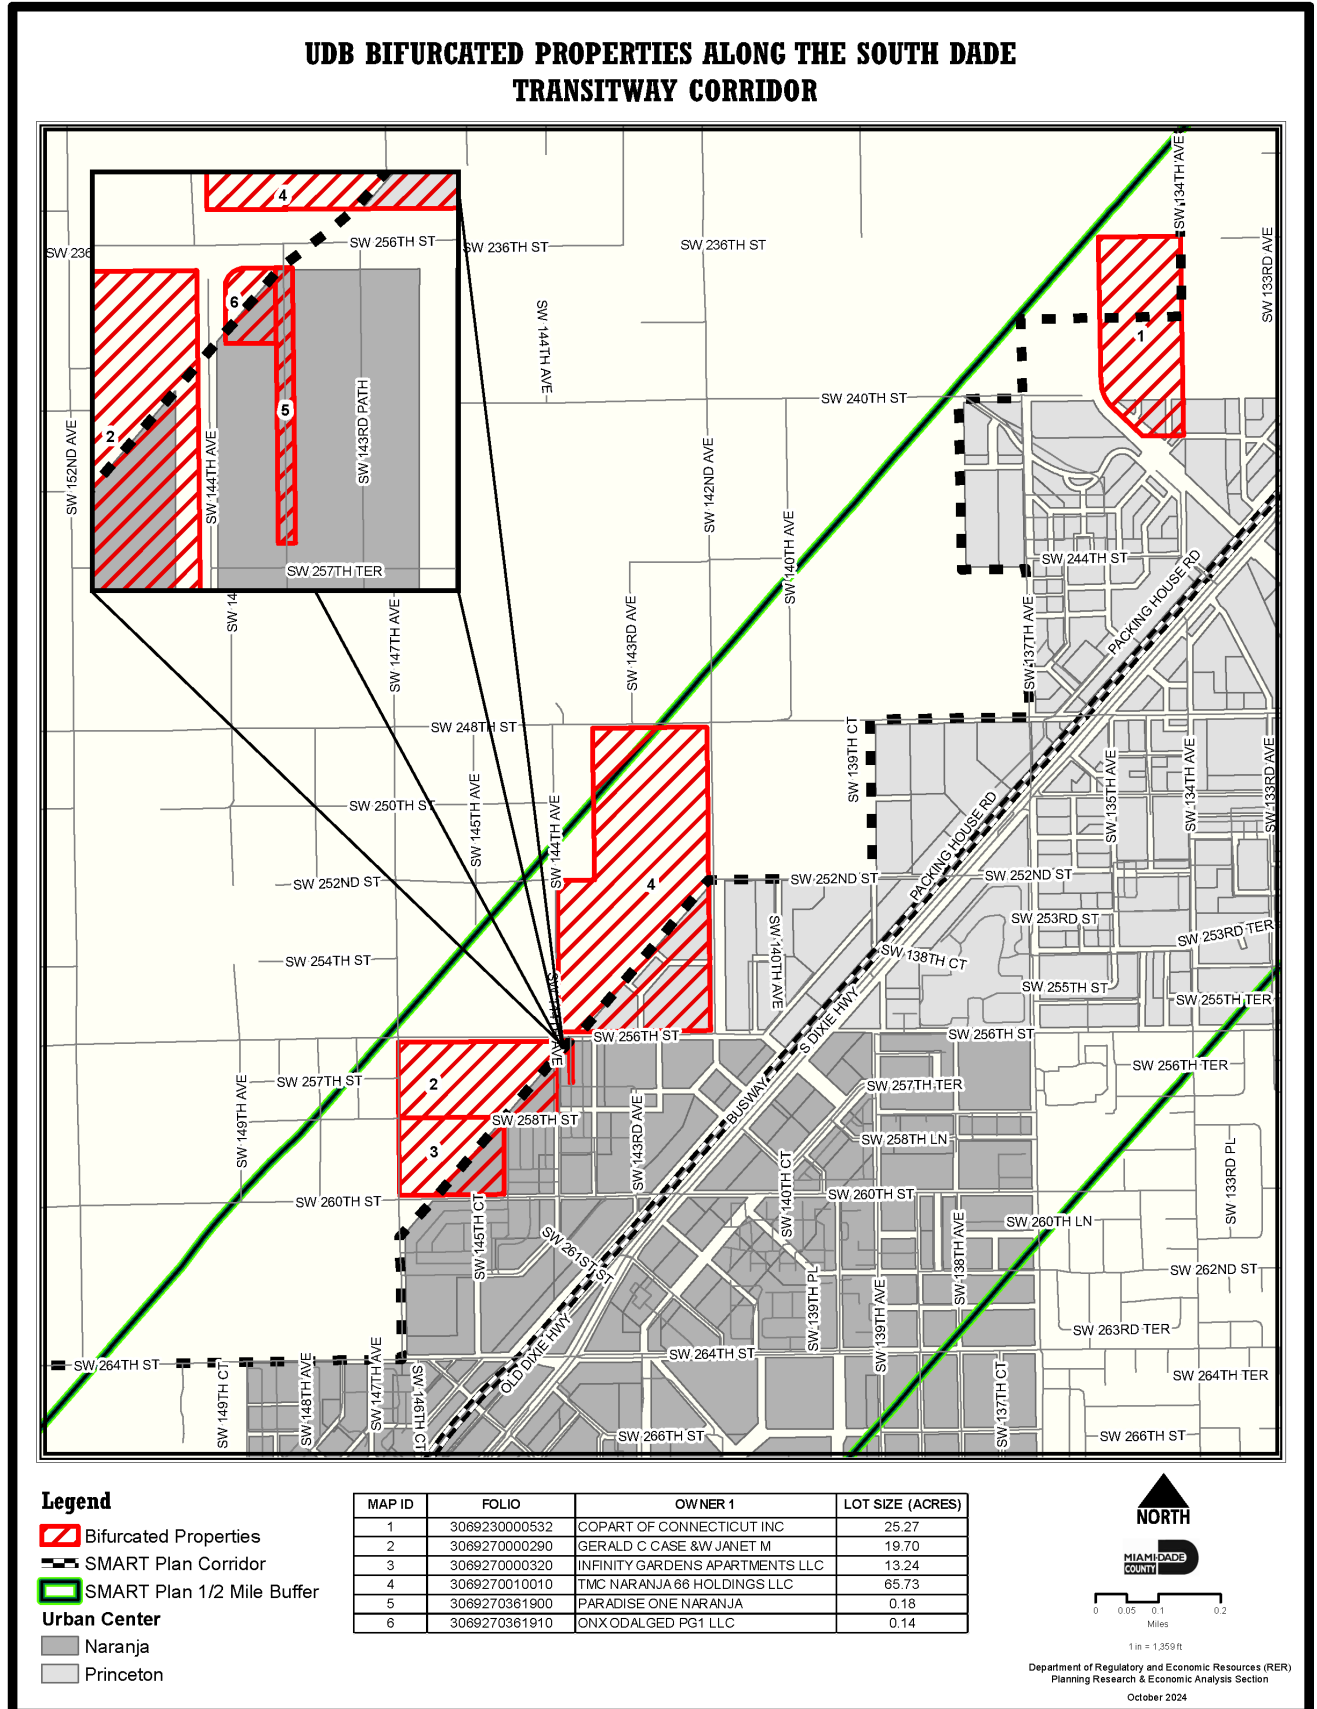 UDB BIFURCATED PROPERTIES ALONG THE SOUTH DADE
TRANSITWAY CORRIDOR
SW 134TH AVE
SW 133RD AVE
SW 236
SW 236TH ST
SW 236TH ST
4
SW 256TH ST
6
5
2
SW 143RD PATH
SW 144TH AVE
SW 257TH TER
SW 152ND AVE
SW 144TH AVE
1
SW 240TH ST
SW 142ND AVE
SW 140TH AVE
SW 244TH ST
PACKING HOUSE RD
SW 14
SW 147TH AVE
SW 143RD AVE
SW 137TH AVE
SW 248TH ST
SW 139TH CT
SW 250TH ST
SW 145TH AVE
SW 144TH AVE
SW 135TH AVE
SW 134TH AVE
SW 133RD AVE
PACKING HOUSE RD
SW 252ND ST
4
SW 252ND ST
SW 252ND ST
SW 253RD ST
SW 253RD TER
SW 140TH AVE
SW 138TH CT
SW 254TH ST
SW 255TH ST
SW 255TH TER
S DIXIE HWY
SW 256TH ST
SW 256TH ST
AVE
SW 256TH TER
SW 149TH AVE
SW 257TH ST
2
SW 257TH TER
BUSWAY
SW 258TH ST
SW 143RD AVE
SW 258TH LN
3
SW 140TH CT
SW 133RD PL
SW 260TH ST
SW 260TH ST
SW 145TH CT
SW 138TH AVE
SW 260TH LN
SW 261ST ST
SW 262ND ST
SW 139TH PL
SW 139TH AVE
SW 263RD TER
OLD DIXIE HWY
SW 264TH ST
SW 264TH ST
SW 264TH TER
SW 149TH CT
SW 148TH AVE
SW 147TH AVE
SW 146TH CT
SW 137TH CT
SW 266TH ST
SW 266TH ST
Legend
Bifurcated Properties
SMART Plan Corridor
SMART Plan 1/2 Mile Buffer
Urban Center
Naranja
Princeton
MAP ID FOLIO OWNER 1 LOT SIZE (ACRES)
1 3069230000532 COPART OF CONNECTICUT INC 25.27
2 3069270000290 GERALD C CASE &W JANET M 19.70
3 3069270000320 INFINITY GARDENS APARTMENTS LLC 13.24
4 3069270010010 TMC NARANJA 66 HOLDINGS LLC 65.73
5 3069270361900 PARADISE ONE NARANJA 0.18
6 3069270361910 ONX ODALGED PG1 LLC 0.14
NORTH
MIAMI-DADE
COUNTY
0 0.05 0.1 0.2
Miles
1 in = 1,359 ft
Department of Regulatory and Economic Resources (RER)
Planning Research & Economic Analysis Section
October 2024